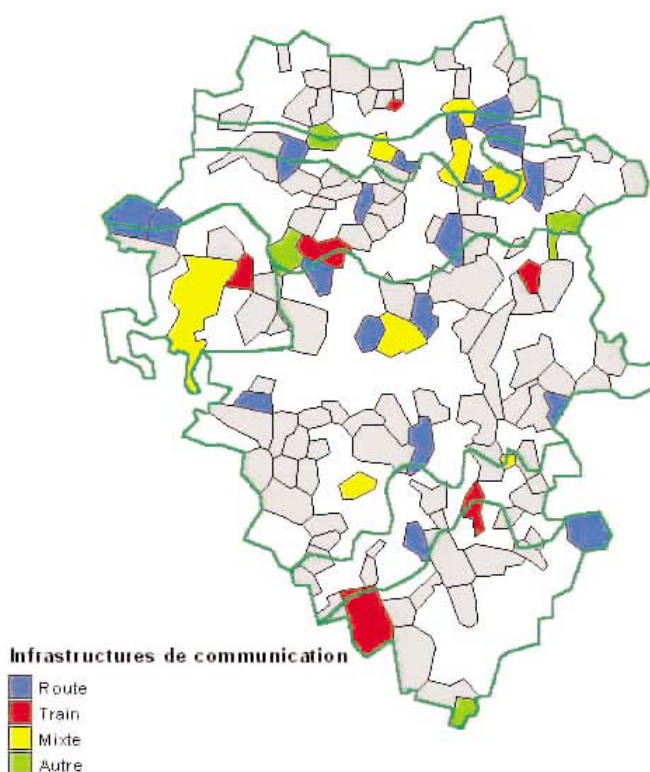 Infrastructures de communication
Route
Train
Mixte
Autre